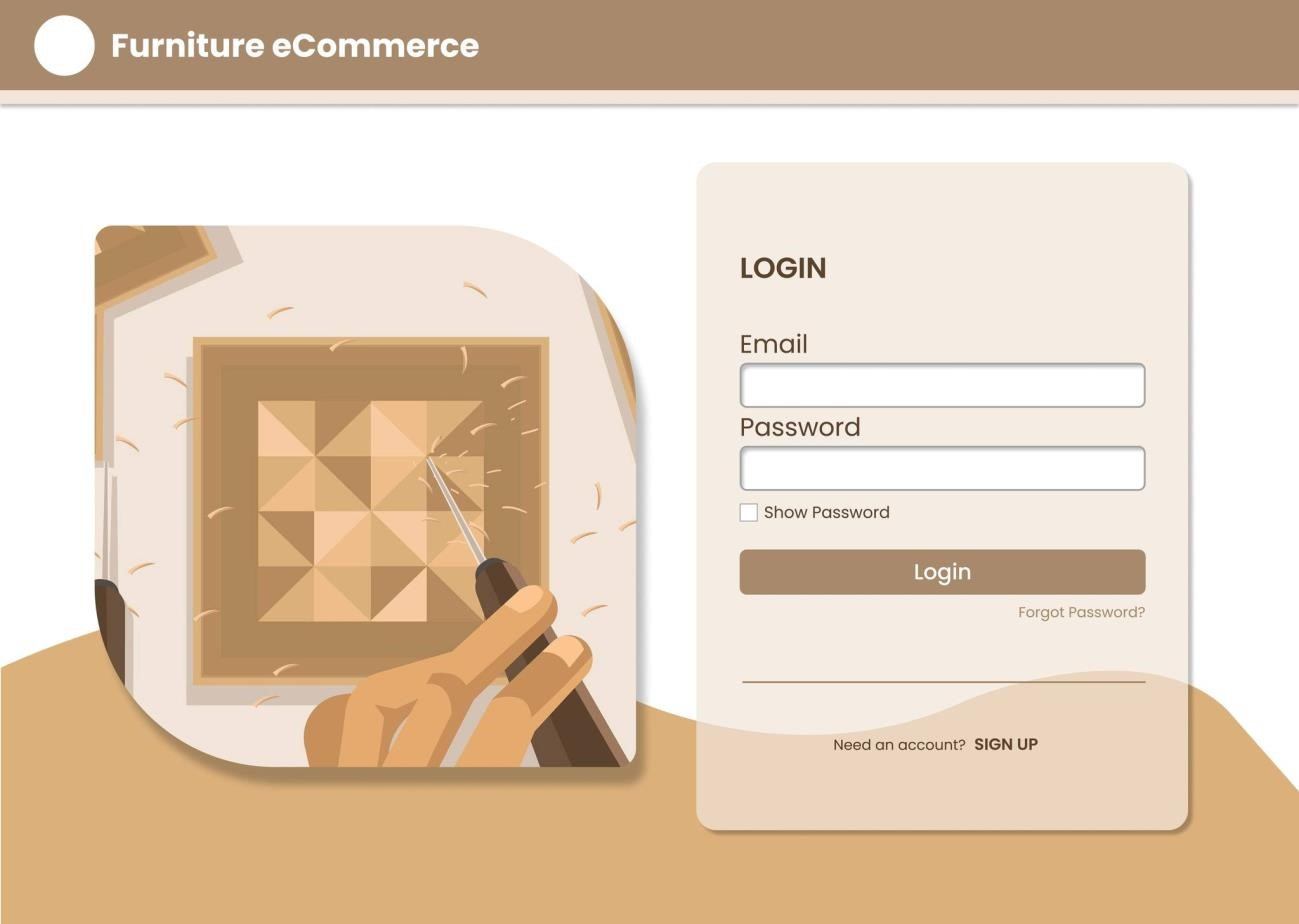 Furniture eCommerce
LOGIN
Email
Password
Show Password
Login
Forgot Password?
Need an account? SIGN UP